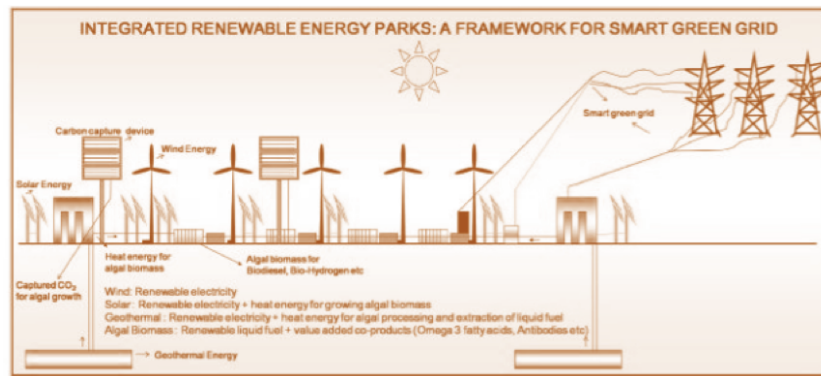 INTEGRATED RENEWABLE ENERGY PARKS: A FRAMEWORK FOR SMART GREEN GRID
Carbon capture device
Wind Energy
Smart green grid
Solar Energy
Heat energy for
algal biomass
Algal biomass for
Biodiesel, Bio-Hydrogen etc
Captured CO₂
for algal growth
Wind: Renewable electricity
Solar : Renewable electricity + heat energy for growing algal biomass
Geothermal : Renewable electricity + heat energy for algal processing and extraction of liquid fuel
Algal Biomass : Renewable liquid fuel + value added co-products (Omega 3 fatty acids, Antibodies etc)
Geothermal Energy